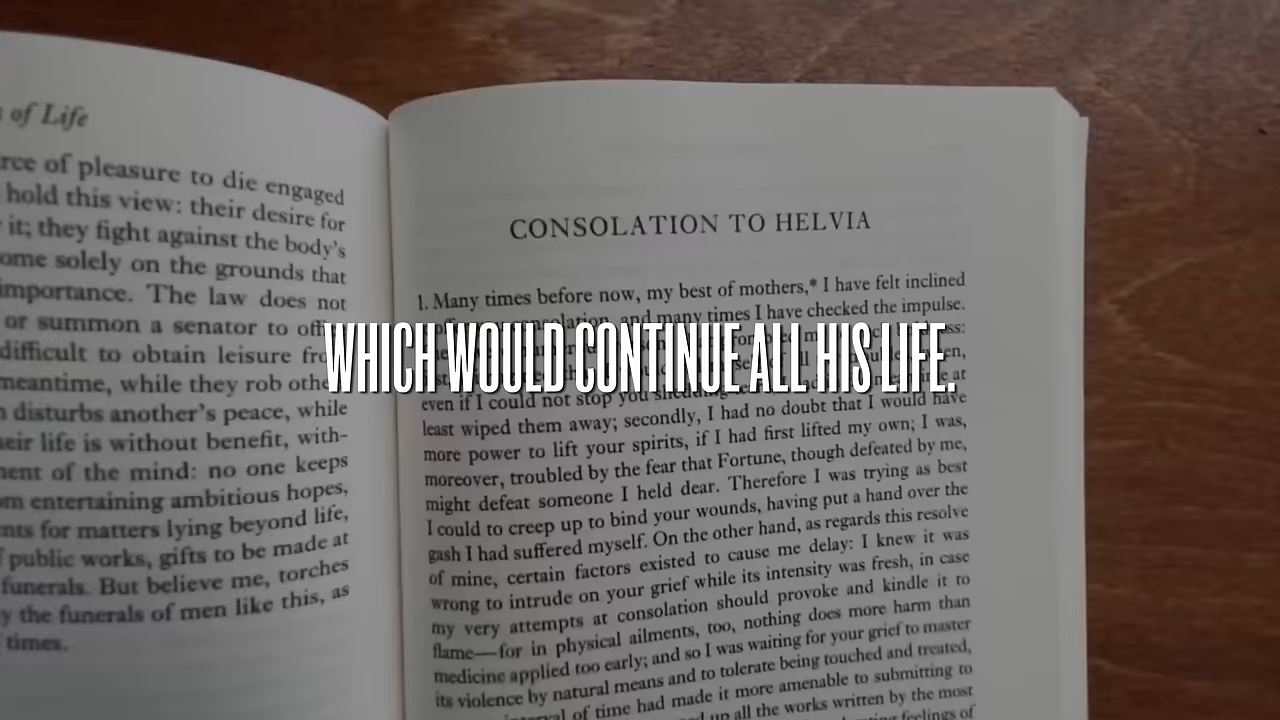 of Life
rce of pleasure to die engaged
hold this view: their desire for
it; they fight against the body's
ome solely on the grounds that
importance. The law does not
or summon a senator to
difficult to obtain leisure
meantime, while they rob
disturbs another's peace, while
eir life is without benefit, with-
ent of the mind: no one keeps
om entertaining ambitious hopes,
nts for matters lying beyond life,
public works, gifts to be made at
funerals. But believe me, torches
y the funerals of men like this, as
times.
CONSOLATION TO HELVIA
1. Many times before now, my best of mothers,* I have felt inclined
consolation, and many times I have checked the impulse.
WHICH WOULD CONTINUE ALL HIS LIFE.
even if I could not stop you at
least wiped them away; secondly, I had no doubt that I would have
more power to lift your spirits, if I had first lifted my own; I was,
moreover, troubled by the fear that Fortune, though defeated by me,
might defeat someone I held dear. Therefore I was trying as best
I could to creep up to bind your wounds, having put a hand over the
gash I had suffered myself. On the other hand, as regards this resolve
of mine, certain factors existed to cause me delay: I knew it was
wrong to intrude on your grief while its intensity was fresh, in case
my very attempts at consolation should provoke and kindle it to
flame—for in physical ailments, too, nothing does more harm than
medicine applied too early; and so I was waiting for your grief to master
its violence by natural means and to tolerate being touched and treated,
of time had made it more amenable to submitting to
up all the works written by the most
feelings of